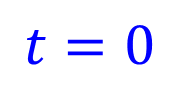 t = 0